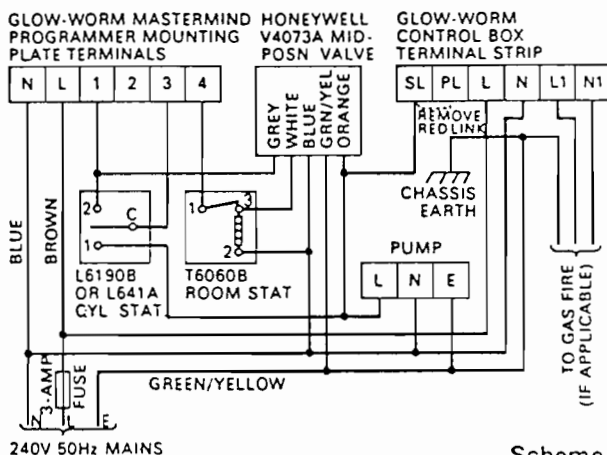 GLOW-WORM MASTERMIND
PROGRAMMER MOUNTING
PLATE TERMINALS
N L 1 2 3 4
HONEYWELL
V4073A MID-
POSN VALVE
GREY
WHITE
BLUE
GRN/YEL
ORANGE
GLOW-WORM
CONTROL BOX
TERMINAL STRIP
SL PL L N L1 N1
REMOVE
RED LINK
CHASSIS
EARTH
BLUE
BROWN
2
C
1
L6190B
OR L641A
CYL STAT
1
3
2
T6060B
ROOM STAT
PUMP
L N E
TO GAS FIRE
(IF APPLICABLE)
3-AMP
FUSE
GREEN/YELLOW
N L E
240V 50Hz MAINS
Scheme